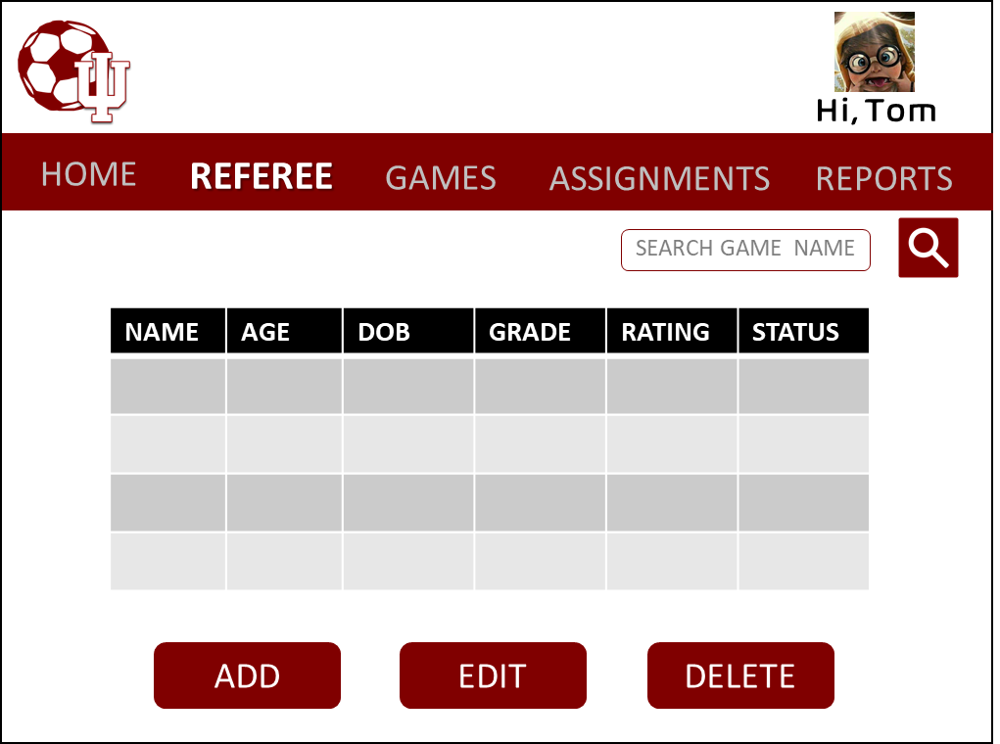 IU
Hi, Tom
HOME REFEREE GAMES ASSIGNMENTS REPORTS
SEARCH GAME NAME
NAME AGE DOB GRADE RATING STATUS
ADD EDIT DELETE